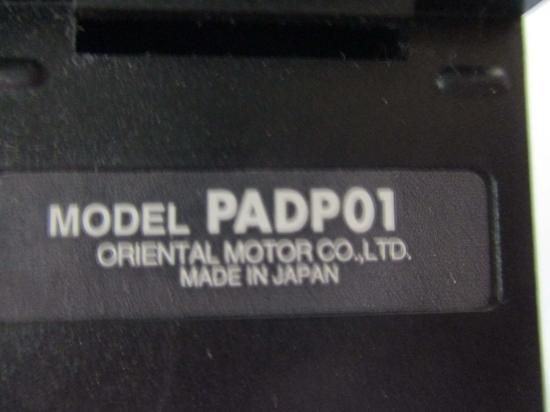 MODEL PADP01
ORIENTAL MOTOR CO.,LTD.
MADE IN JAPAN